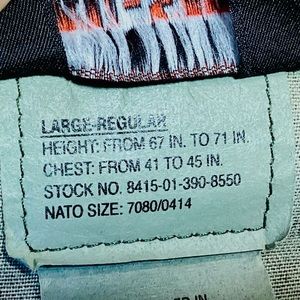 LARGE-REGULAR
HEIGHT: FROM 67 IN. TO 71 IN.
CHEST: FROM 41 TO 45 IN.
STOCK NO. 8415-01-390-8550
NATO SIZE: 7080/0414